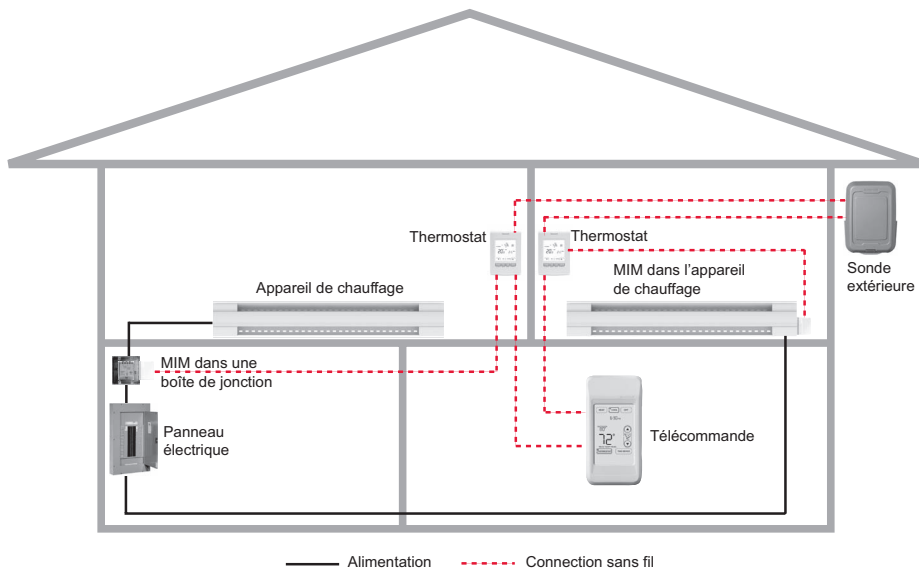 Thermostat
Thermostat
Sonde
extérieure
MIM dans l'appareil
de chauffage
Appareil de chauffage
MIM dans une
boîte de jonction
Panneau
électrique
72°
Télécommande
Alimentation
Connection sans fil